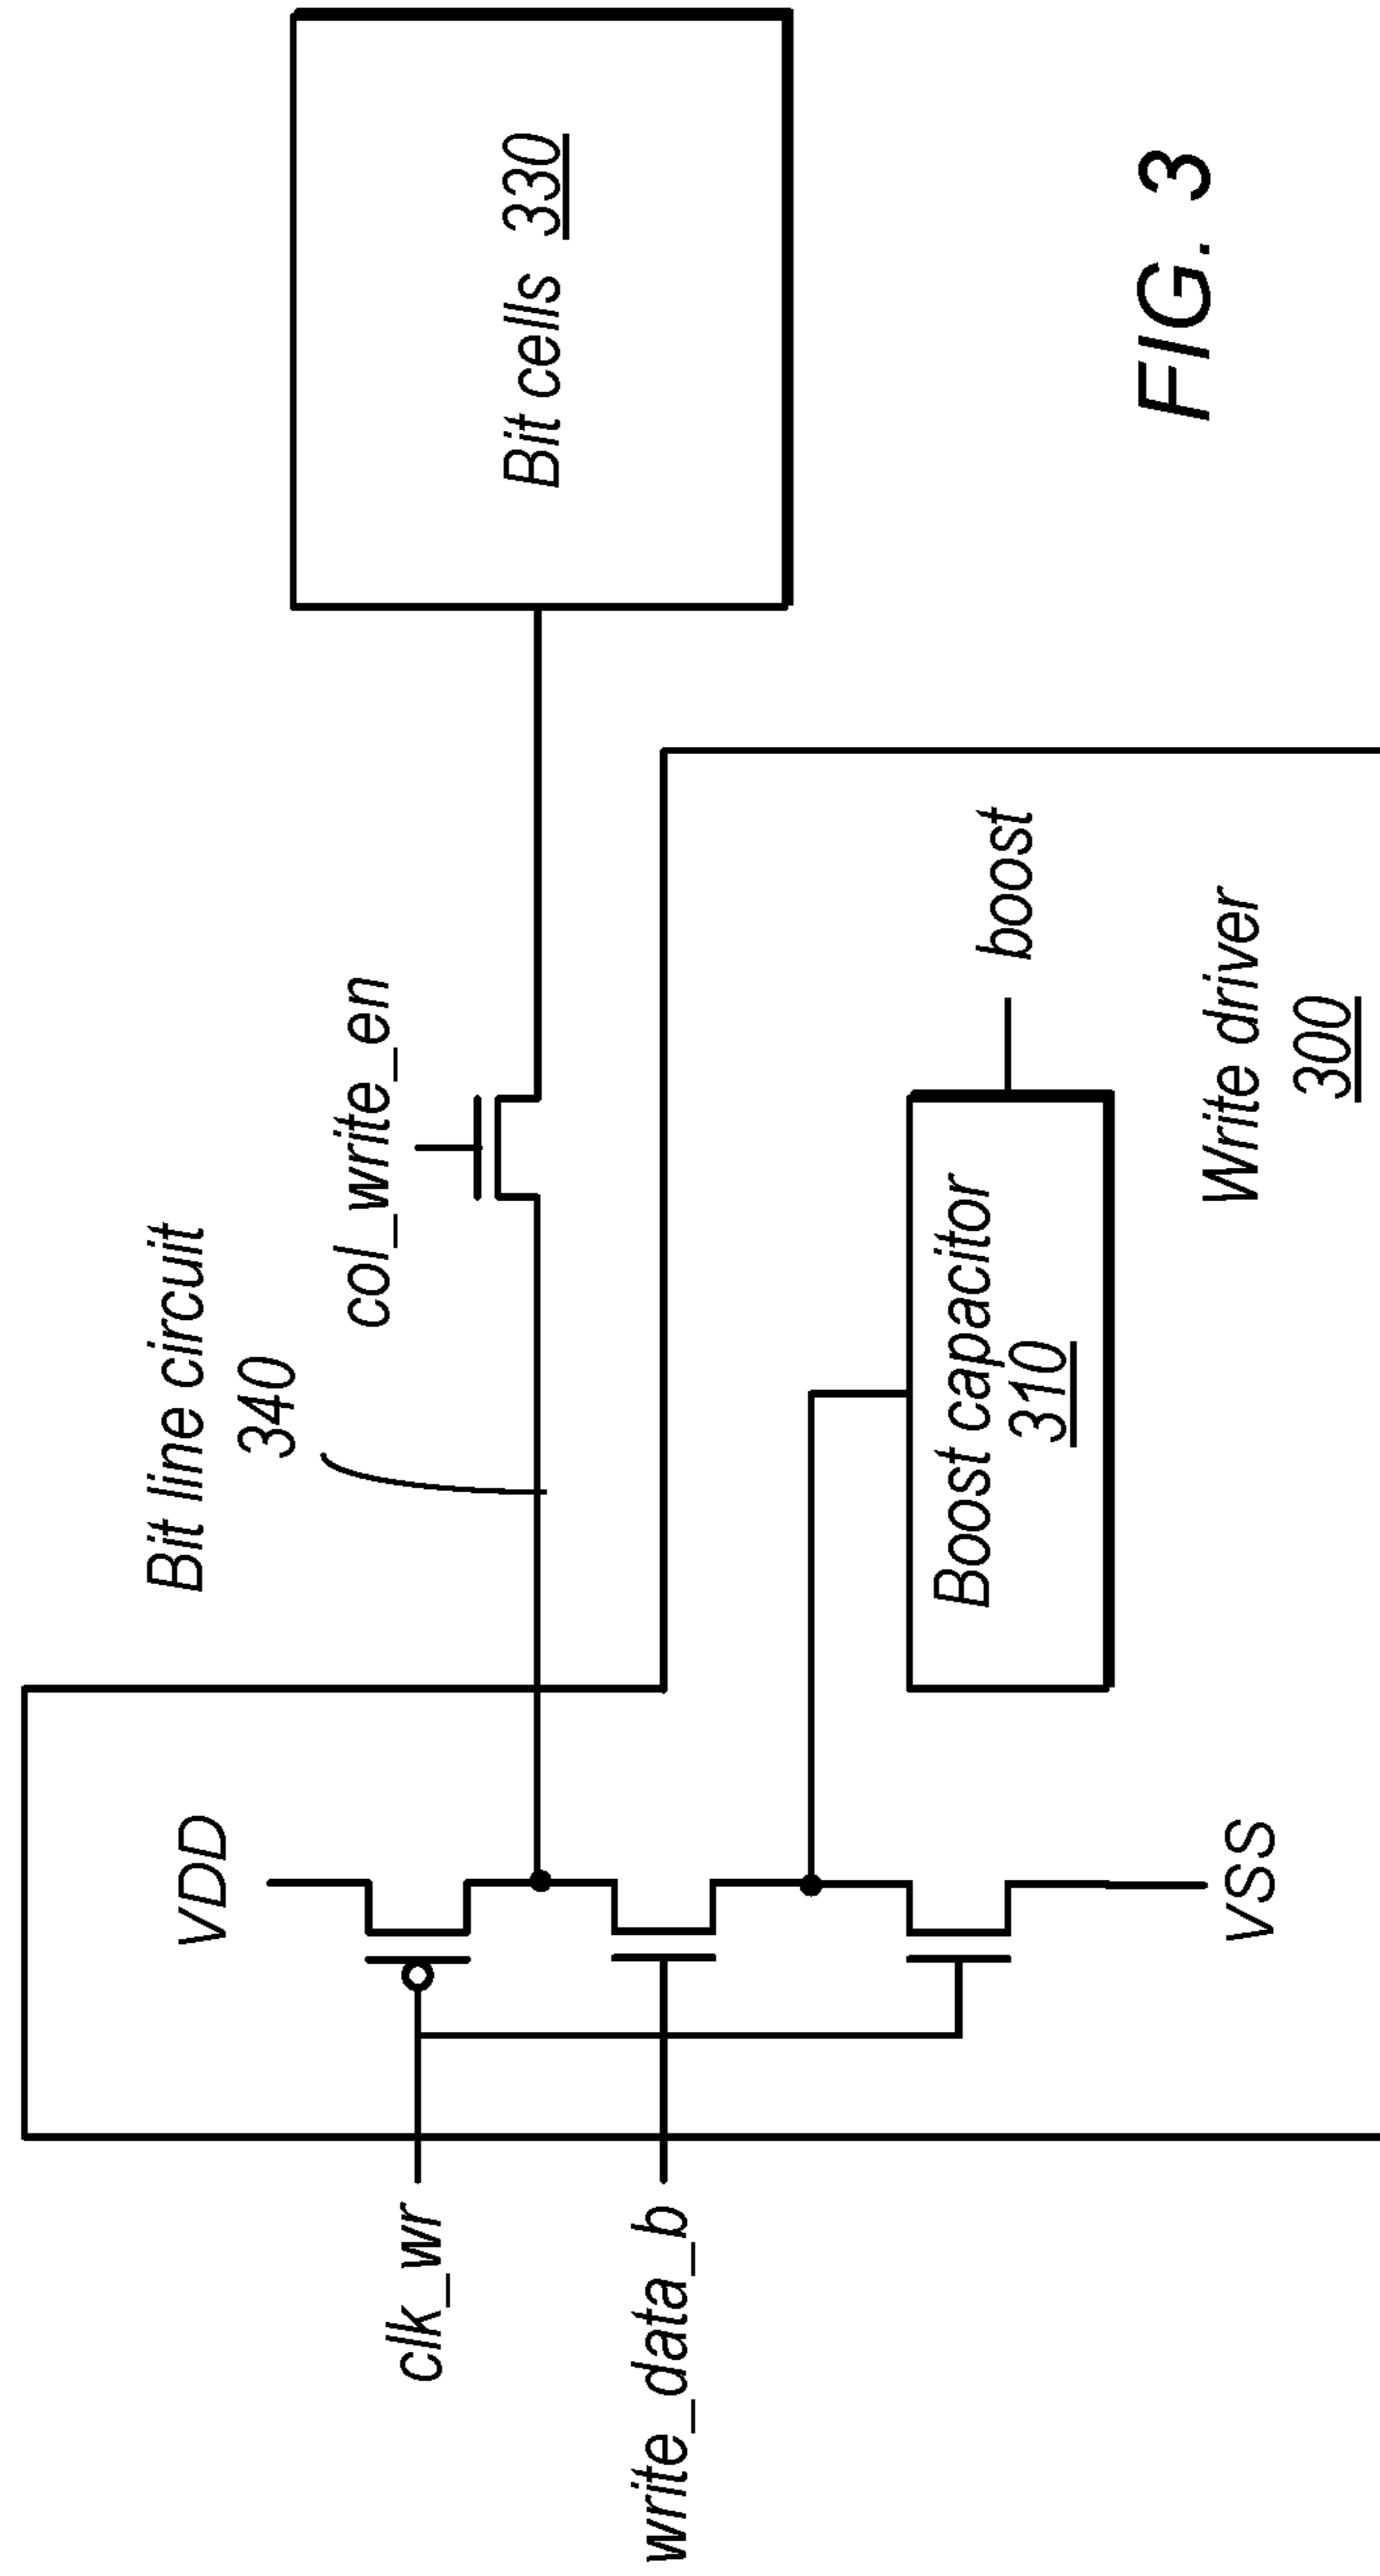 Bit line circuit
340
VDD
clk_wr
col_write_en
Bit cells 330
write_data_b
Boost capacitor
310
boost
VSS
Write driver
300
FIG. 3